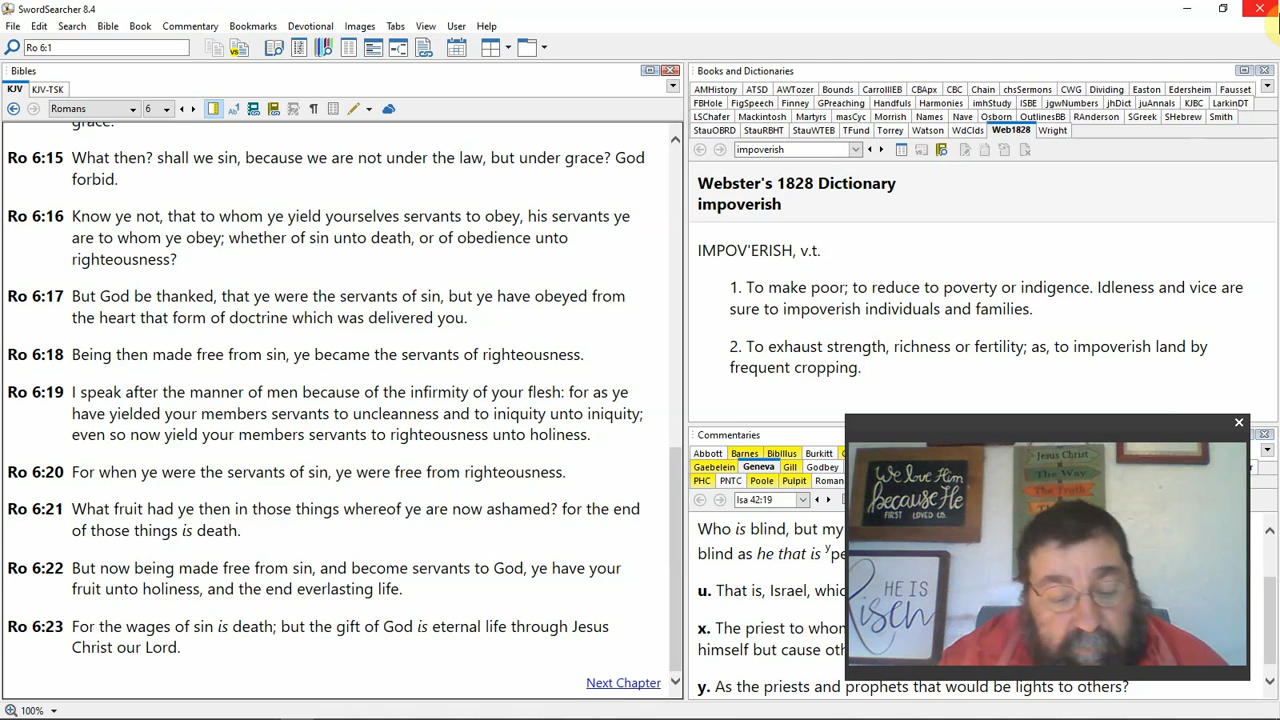 SwordSearcher 8.4
File Edit Search Bible Book Commentary Bookmarks Devotional Images Tabs View User Help
Ro 6:1
Bibles
KJV KJV-TSK
Romans 6
grace.
Ro 6:15 What then? shall we sin, because we are not under the law, but under grace? God
forbid.
Ro 6:16 Know ye not, that to whom ye yield yourselves servants to obey, his servants ye
are to whom ye obey; whether of sin unto death, or of obedience unto
righteousness?
Ro 6:17 But God be thanked, that ye were the servants of sin, but ye have obeyed from
the heart that form of doctrine which was delivered you.
Ro 6:18 Being then made free from sin, ye became the servants of righteousness.
Ro 6:19 I speak after the manner of men because of the infirmity of your flesh: for as ye
have yielded your members servants to uncleanness and to iniquity unto iniquity;
even so now yield your members servants to righteousness unto holiness.
Ro 6:20 For when ye were the servants of sin, ye were free from righteousness.
Ro 6:21 What fruit had ye then in those things whereof ye are now ashamed? for the end
of those things is death.
Ro 6:22 But now being made free from sin, and become servants to God, ye have your
fruit unto holiness, and the end everlasting life.
Ro 6:23 For the wages of sin is death; but the gift of God is eternal life through Jesus
Christ our Lord.
Next Chapter
100%
Books and Dictionaries
AMHistory ATSD AWTozer Bounds CarrollIEB CBApx CBC Chain chsSermons CWG Dividing Easton Edersheim Fausset
FBHole FigSpeech Finney GPreaching Handfuls Harmonies imhStudy ISBE jgwNumbers jhDict juAnnals KJBC LarkinDT
LSChafer Mackintosh Martyrs masCyc Morrish Names Nave Osborn OutlinesBB RAnderson SGreek SHebrew Smith
StauOBRD StauRBHT StauWTEB TFund Torrey Watson WdClds Web1828 Wright
impoverish
Webster's 1828 Dictionary
impoverish
IMPOV'ERISH, v.t.
1. To make poor; to reduce to poverty or indigence. Idleness and vice are
sure to impoverish individuals and families.
2. To exhaust strength, richness or fertility; as, to impoverish land by
frequent cropping.
Commentaries
Abbott Barnes BibIllus Burkitt
Gaebelein Geneva Gill Godbey
PHC PNTC Poole Pulpit Roman
Isa 42:19
Who is blind, but my
blind as he that is y pe
u. That is, Israel, whic
x. The priest to whom
himself but cause oth
y. As the priests and prophets that would be lights to others?
We love Him
because He
FIRST LOVED US.
Jesus Christ
The Way
The Truth
HE IS
Risen